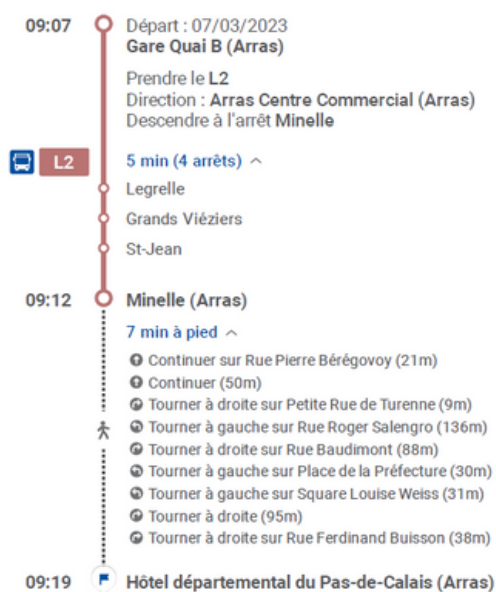 09:07 Départ : 07/03/2023
Gare Quai B (Arras)
Prendre le L2
Direction : Arras Centre Commercial (Arras)
Descendre à l'arrêt Minelle
L2 5 min (4 arrêts)
Legrelle
Grands Viéziers
St-Jean
09:12 Minelle (Arras)
7 min à pied
Continuer sur Rue Pierre Bérégovoy (21m)
Continuer (50m)
Tourner à droite sur Petite Rue de Turenne (9m)
Tourner à gauche sur Rue Roger Salengro (136m)
Tourner à droite sur Rue Baudimont (88m)
Tourner à gauche sur Place de la Préfecture (30m)
Tourner à gauche sur Square Louise Weiss (31m)
Tourner à droite (95m)
Tourner à droite sur Rue Ferdinand Buisson (38m)
09:19 Hôtel départemental du Pas-de-Calais (Arras)